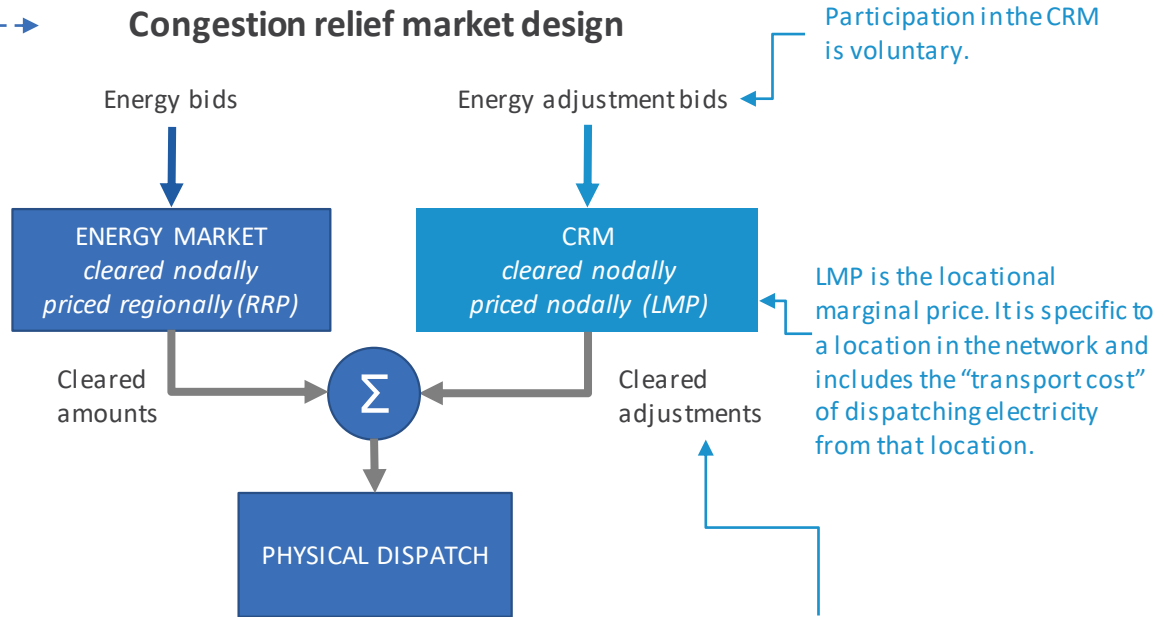 Congestion relief market design
Participation in the CRM
is voluntary.
Energy bids
Energy adjustment bids
ENERGY MARKET
cleared nodally
priced regionally (RRP)
CRM
cleared nodally
priced nodally (LMP)
LMP is the locational
marginal price. It is specific to
a location in the network and
includes the “transport cost”
of dispatching electricity
from that location.
Cleared
amounts
Σ
Cleared
adjustments
PHYSICAL DISPATCH